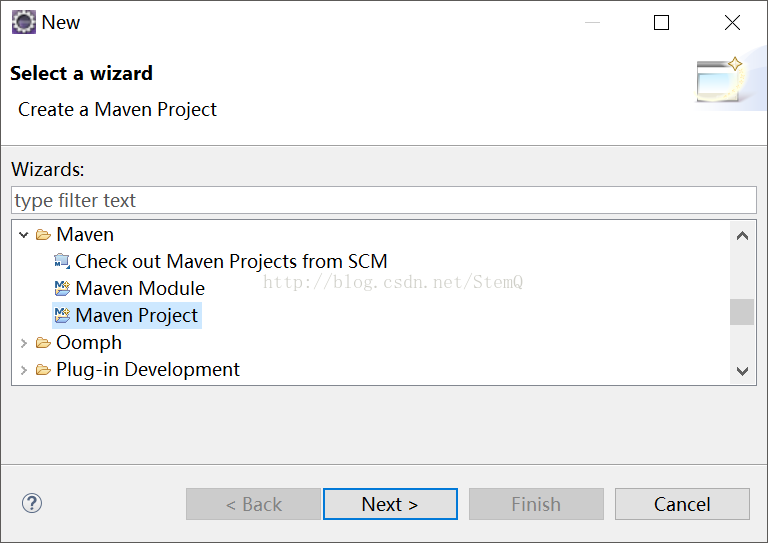 New
Select a wizard
Create a Maven Project
Wizards:
type filter text
Maven
Check out Maven Projects from SCM
http://blog.csdn.net/StemQ
Maven Module
Maven Project
Oomph
Plug-in Development
? < Back Next > Finish Cancel